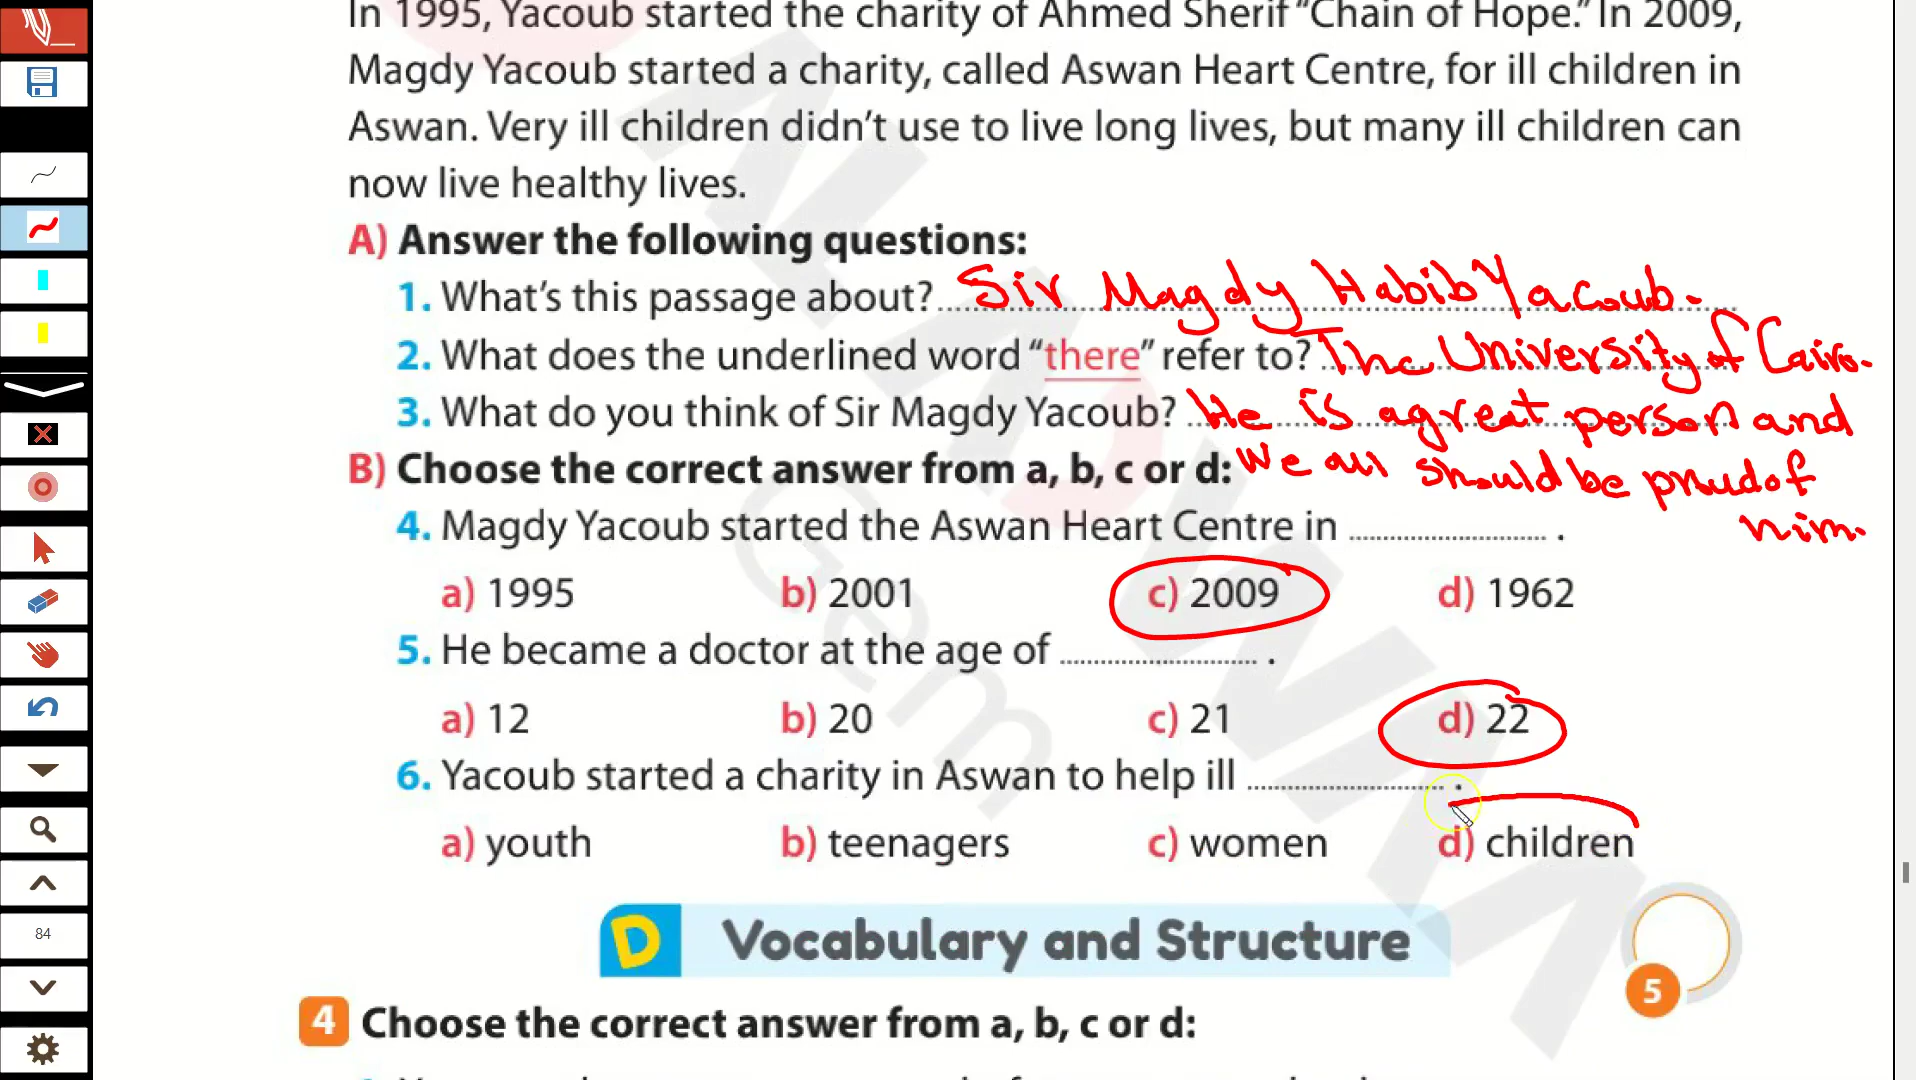 In 1995, Yacoub started the charity of Ahmed Sherif “Chain of Hope.” In 2009,
Magdy Yacoub started a charity, called Aswan Heart Centre, for ill children in
Aswan. Very ill children didn’t use to live long lives, but many ill children can
now live healthy lives.
A) Answer the following questions:
1. What’s this passage about? Sir Magdy Habib Yacoub.
2. What does the underlined word “there” refer to? The University of Cairo.
3. What do you think of Sir Magdy Yacoub? He is a great person and
B) Choose the correct answer from a, b, c or d: We all should be proud of
him.
4. Magdy Yacoub started the Aswan Heart Centre in .......... .
a) 1995 b) 2001 c) 2009 d) 1962
5. He became a doctor at the age of .......... .
a) 12 b) 20 c) 21 d) 22
6. Yacoub started a charity in Aswan to help ill .......... .
a) youth b) teenagers c) women d) children
84
D Vocabulary and Structure
5
4 Choose the correct answer from a, b, c or d: